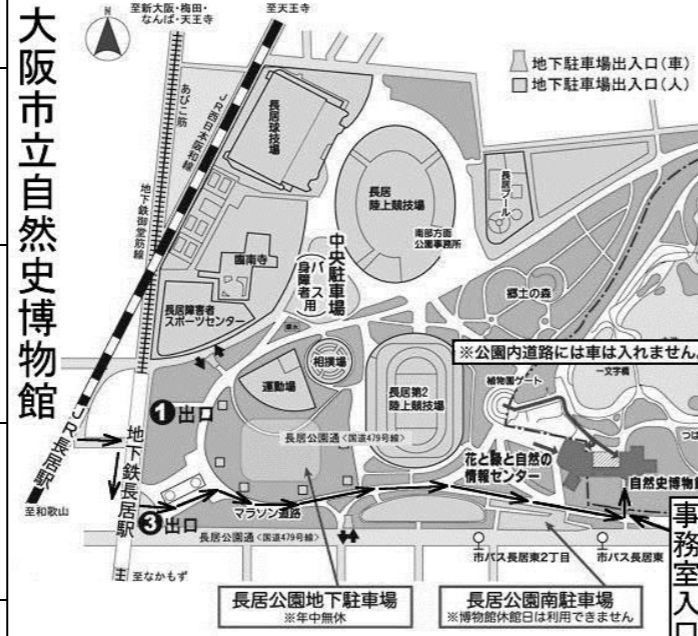 大阪市立自然史博物館
至新大阪・梅田・
なんば・天王寺
至天王寺
地下駐車場出入口(車)
地下駐車場出入口(人)
あびこ筋
JR西日本阪和線
地下鉄御堂筋線
長居球技場
長居
陸上競技場
南部方面
公園事務所
長居プール
臨南寺
中央駐車場
バス
身障者用
郷土の森
長居障害者
スポーツセンター
※公園内道路には車は入れません。
相撲場
運動場
長居第2
陸上競技場
植物園ゲート
一文字橋
❶出口
JR長居駅
地下鉄長居駅
長居公園通〈国道479号線〉
花と緑と自然の
情報センター
つば
自然史博物館
至和歌山
❸出口
マラソン道路
長居公園通〈国道479号線〉
市バス長居東2丁目
市バス長居東
事務室入口
至なかもず
長居公園地下駐車場
※年中無休
長居公園南駐車場
※博物館休館日は利用できません